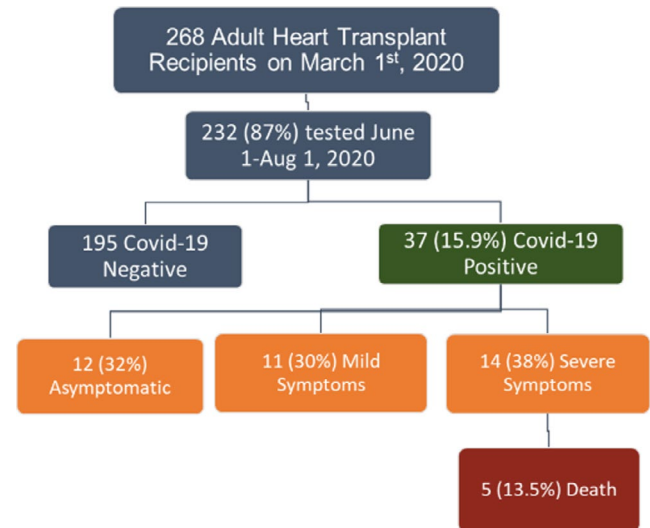 268 Adult Heart Transplant
Recipients on March 1st, 2020
232 (87%) tested June
1-Aug 1, 2020
195 Covid-19
Negative
37 (15.9%) Covid-19
Positive
12 (32%)
Asymptomatic
11 (30%) Mild
Symptoms
14 (38%) Severe
Symptoms
5 (13.5%) Death